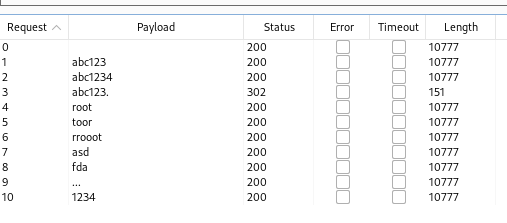 Request Payload Status Error Timeout Length
0 200 10777
1 abc123 200 10777
2 abc1234 200 10777
3 abc123. 302 151
4 root 200 10777
5 toor 200 10777
6 rrooot 200 10777
7 asd 200 10777
8 fda 200 10777
9 ... 200 10777
10 1234 200 10777